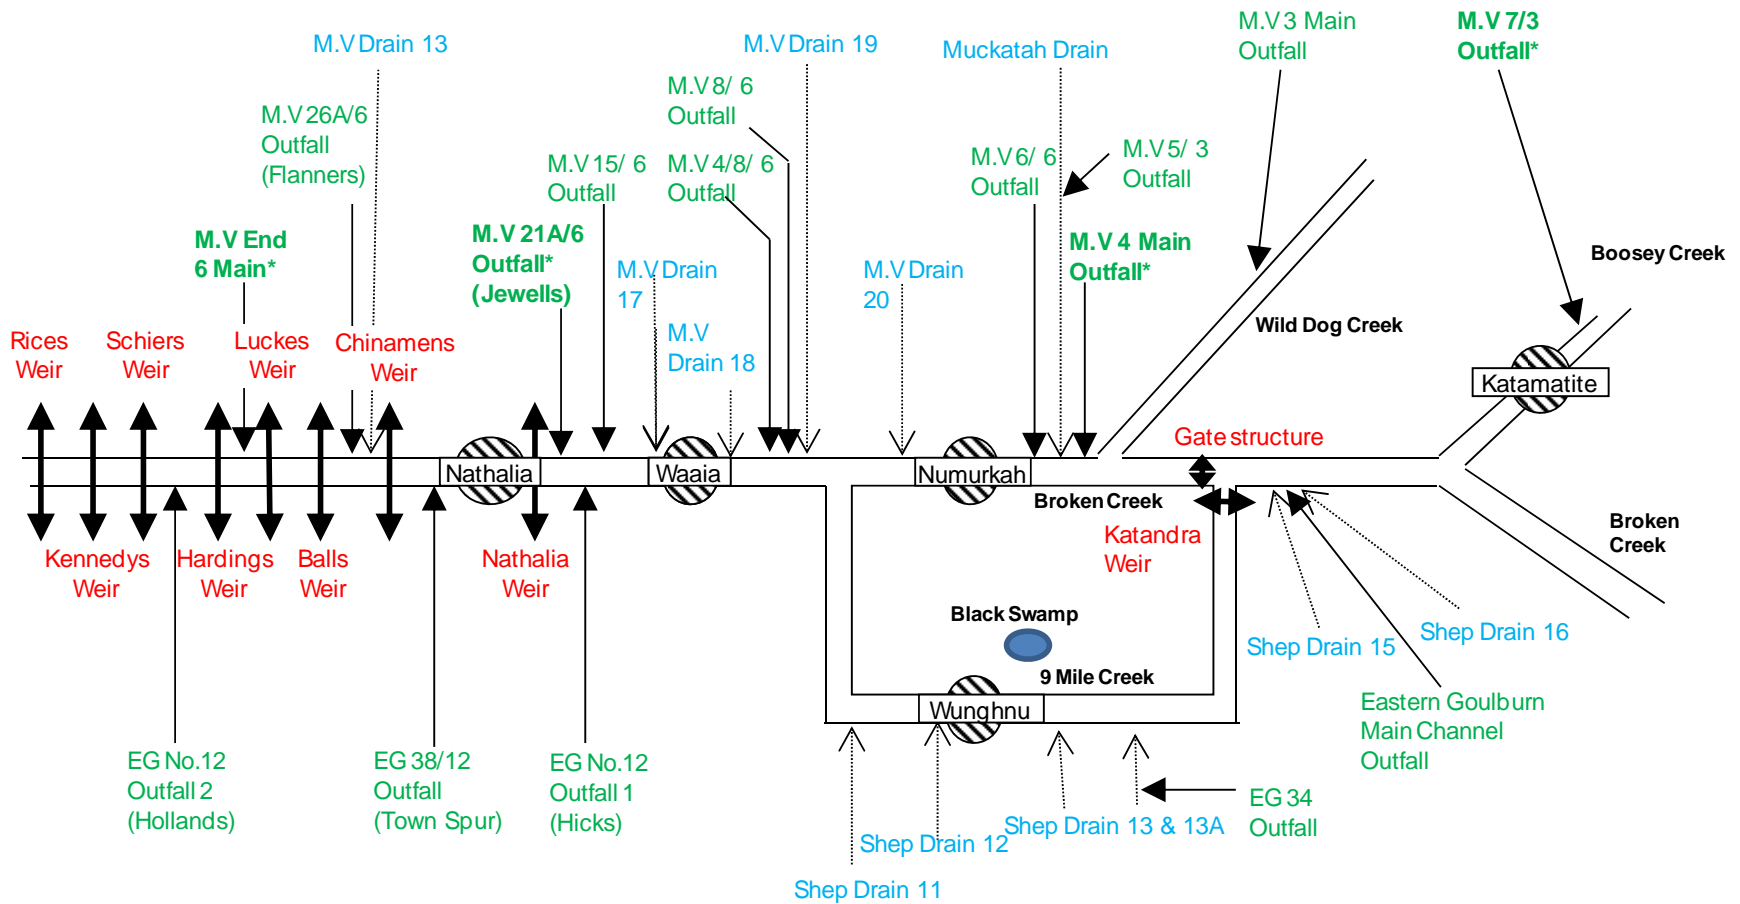 M.V Drain 13
M.V 26A/6
Outfall
(Flanners)
M.V End
6 Main*
M.V 21A/6
Outfall*
(Jewells)
M.V 15/ 6
Outfall
M.V Drain
17
M.V
Drain 18
M.V 8/ 6
Outfall
M.V 4/8/ 6
Outfall
M.V Drain 19
M.V Drain
20
Muckatah Drain
M.V 6/ 6
Outfall
M.V 5/ 3
Outfall
M.V 4 Main
Outfall*
M.V 3 Main
Outfall
M.V 7/3
Outfall*
Boosey Creek
Wild Dog Creek
Katamatite
Rices
Weir
Schiers
Weir
Luckes
Weir
Chinamens
Weir
Gate structure
Nathalia
Waaia
Numurkah
Broken Creek
Katandra
Weir
Broken
Creek
Kennedys
Weir
Hardings
Weir
Balls
Weir
Nathalia
Weir
Black Swamp
9 Mile Creek
Wunghnu
Shep Drain 15
Shep Drain 16
Eastern Goulburn
Main Channel
Outfall
EG No.12
Outfall 2
(Hollands)
EG 38/12
Outfall
(Town Spur)
EG No.12
Outfall 1
(Hicks)
EG 34
Outfall
Shep Drain 13 & 13A
Shep Drain 12
Shep Drain 11